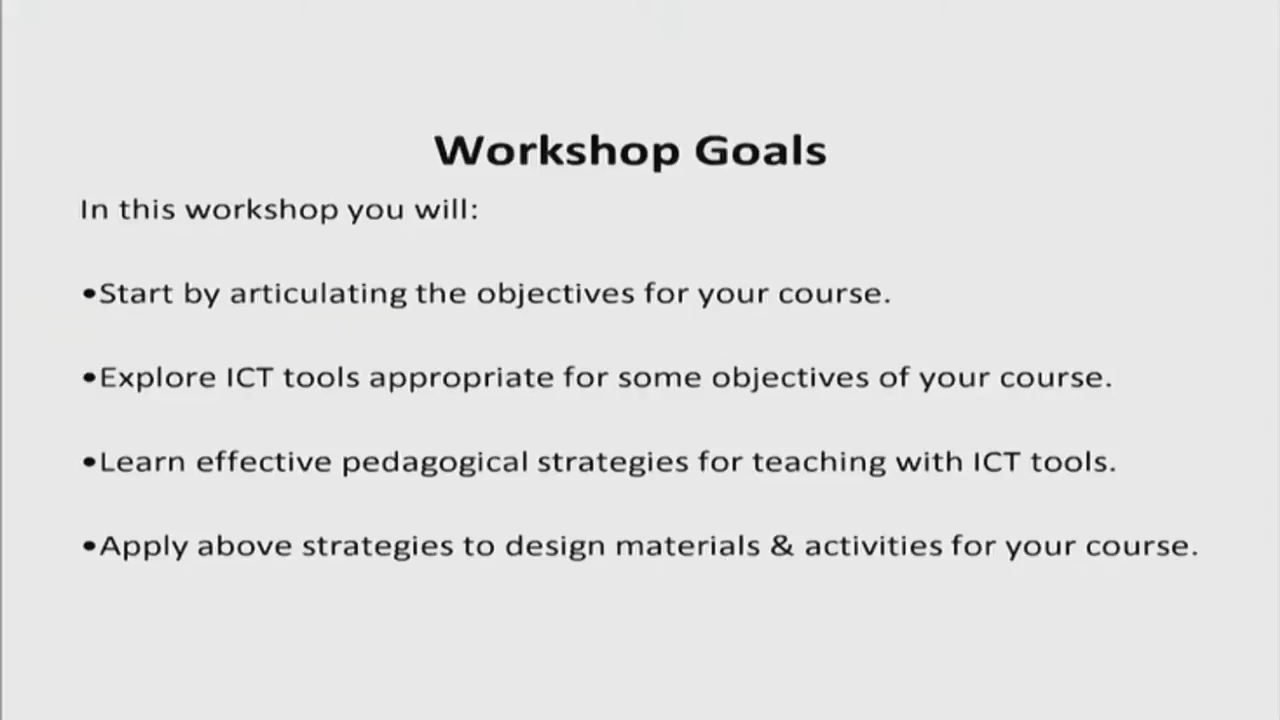 Workshop Goals
In this workshop you will:
•Start by articulating the objectives for your course.
•Explore ICT tools appropriate for some objectives of your course.
•Learn effective pedagogical strategies for teaching with ICT tools.
•Apply above strategies to design materials & activities for your course.